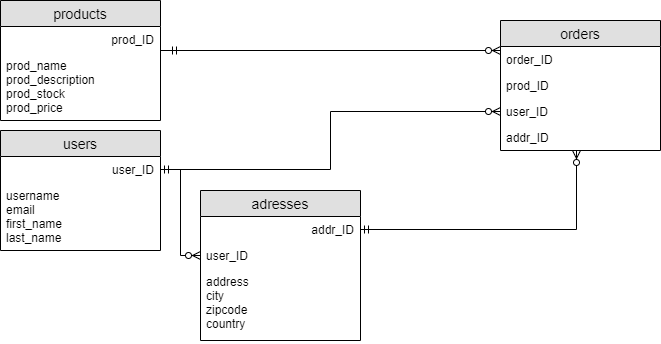 products
prod_ID
prod_name
prod_description
prod_stock
prod_price
users
user_ID
username
email
first_name
last_name
adresses
addr_ID
user_ID
address
city
zipcode
country
orders
order_ID
prod_ID
user_ID
addr_ID